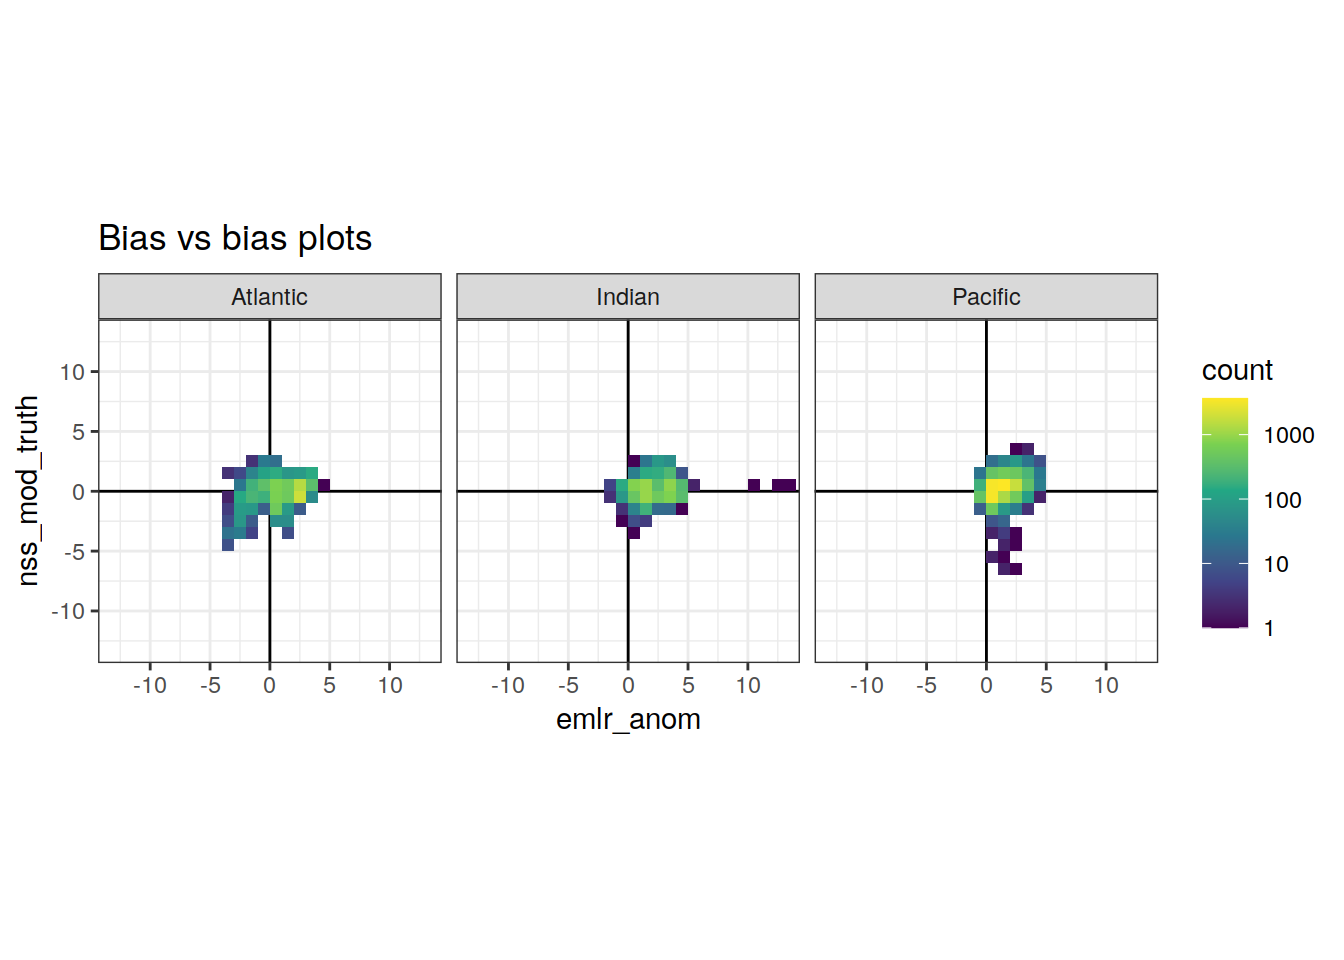 Bias vs bias plots
Atlantic
Indian
Pacific
nss_mod_truth
10
5
0
-5
-10
-10 -5 0 5 10
-10 -5 0 5 10
-10 -5 0 5 10
emlr_anom
count
1000
100
10
1